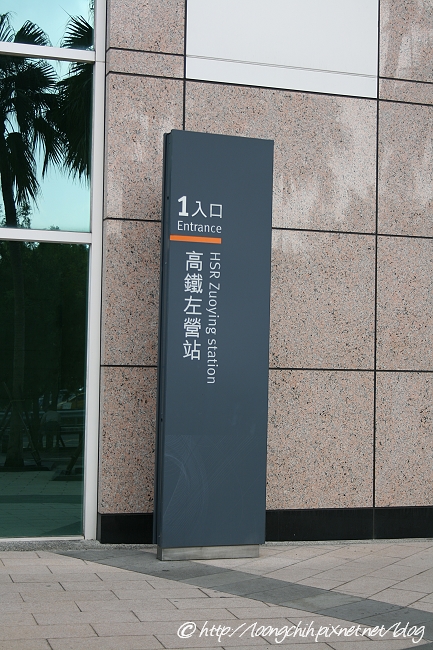 1入口
Entrance
高鐵左營站
HSR Zuoying station
©http://loongchih.pixnet.net/blog